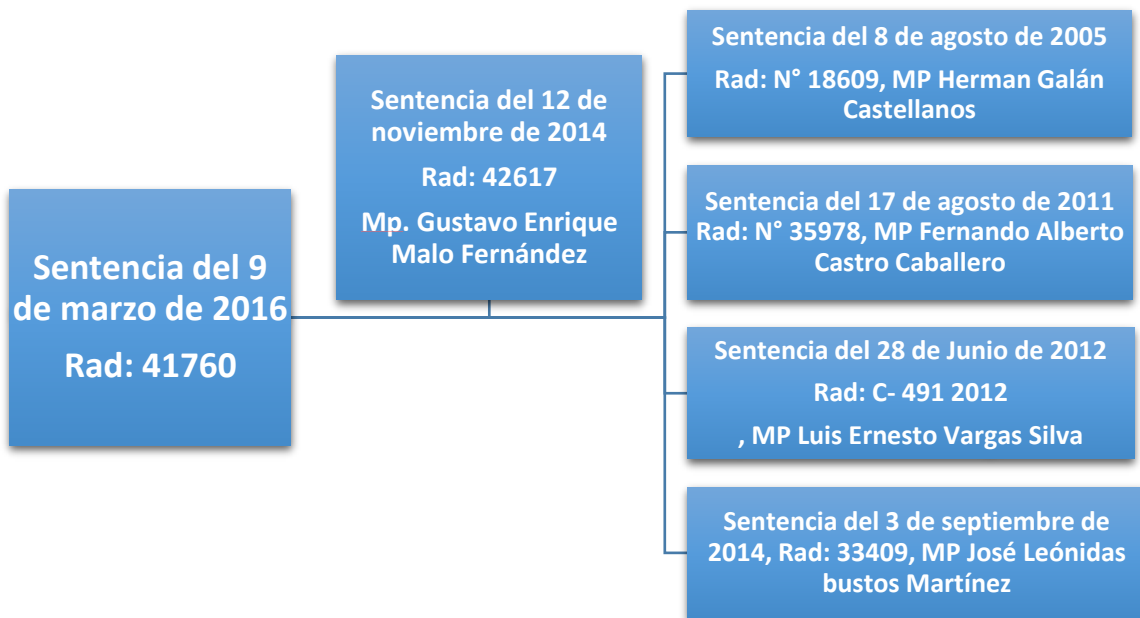 Sentencia del 9
de marzo de 2016
Rad: 41760
Sentencia del 12 de
noviembre de 2014
Rad: 42617
Mp. Gustavo Enrique
Malo Fernández
Sentencia del 8 de agosto de 2005
Rad: N° 18609, MP Herman Galán
Castellanos
Sentencia del 17 de agosto de 2011
Rad: N° 35978, MP Fernando Alberto
Castro Caballero
Sentencia del 28 de Junio de 2012
Rad: C- 491 2012
, MP Luis Ernesto Vargas Silva
Sentencia del 3 de septiembre de
2014, Rad: 33409, MP José Leónidas
bustos Martínez